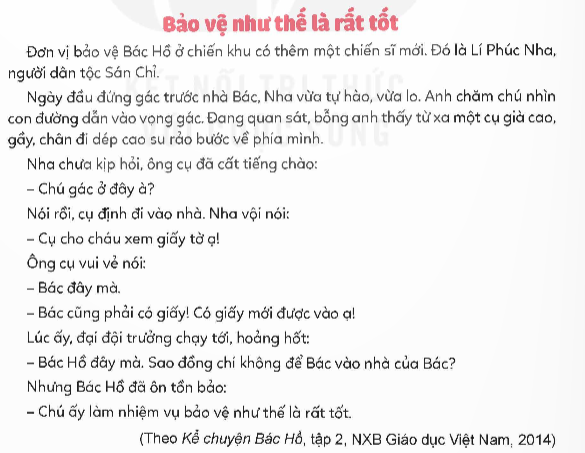 Bảo vệ như thế là rất tốt
Đơn vị bảo vệ Bác Hồ ở chiến khu có thêm một chiến sĩ mới. Đó là Lí Phúc Nha,
người dân tộc Sán Chỉ.
Ngày đầu đứng gác trước nhà Bác, Nha vừa tự hào, vừa lo. Anh chăm chú nhìn
con đường dẫn vào vọng gác. Đang quan sát, bỗng anh thấy từ xa một cụ già cao,
gầy, chân đi dép cao su rảo bước về phía mình.
Nha chưa kịp hỏi, ông cụ đã cất tiếng chào:
– Chú gác ở đây à?
Nói rồi, cụ định đi vào nhà. Nha vội nói:
– Cụ cho cháu xem giấy tờ ạ!
Ông cụ vui vẻ nói:
– Bác đây mà.
– Bác cũng phải có giấy! Có giấy mới được vào ạ!
Lúc ấy, đại đội trưởng chạy tới, hoảng hốt:
– Bác Hồ đây mà. Sao đồng chí không để Bác vào nhà của Bác?
Nhưng Bác Hồ đã ôn tồn bảo:
– Chú ấy làm nhiệm vụ bảo vệ như thế là rất tốt.
(Theo Kể chuyện Bác Hồ, tập 2, NXB Giáo dục Việt Nam, 2014)